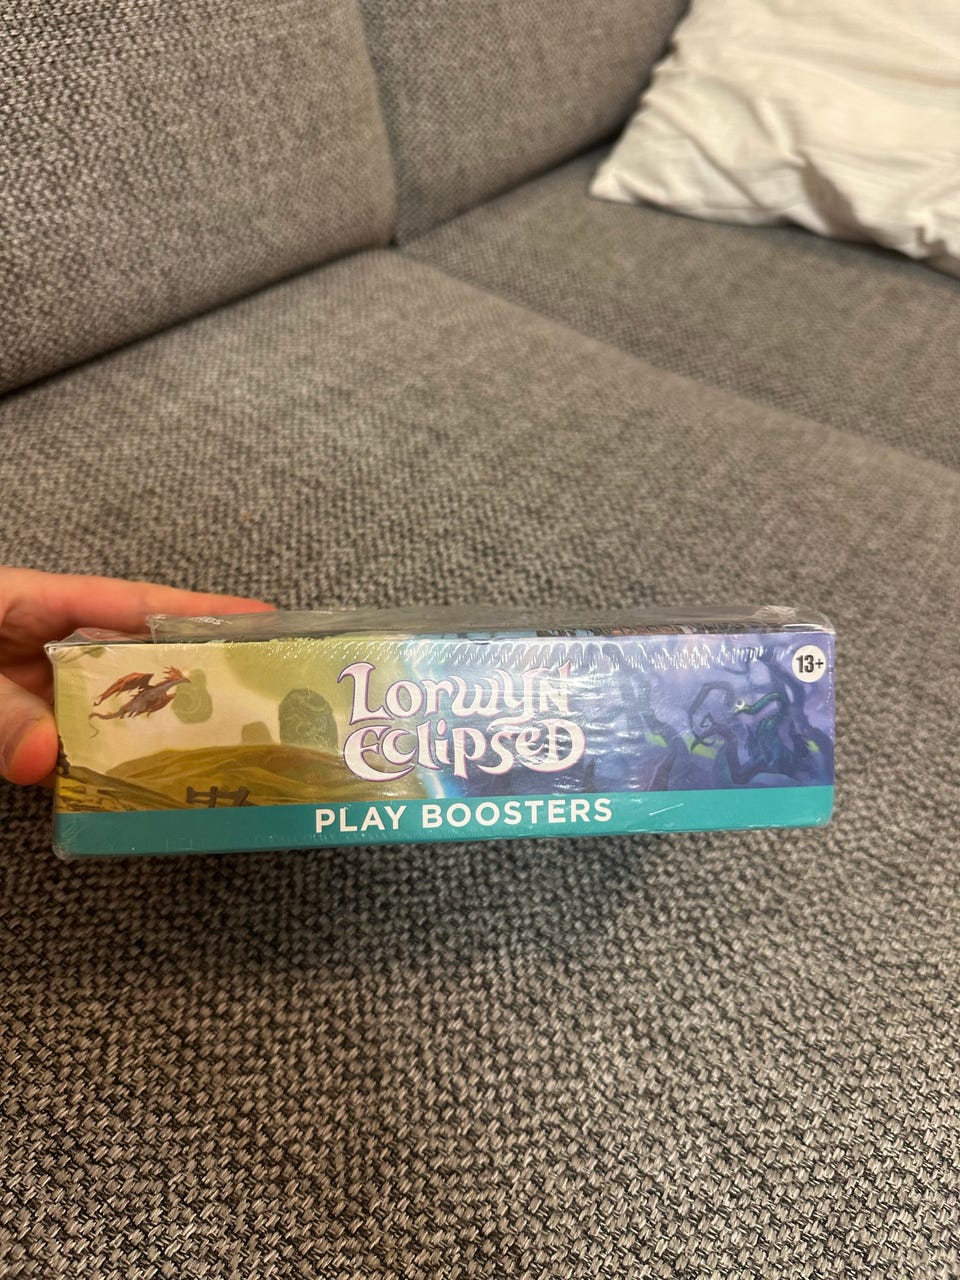 13+
Lorwyn
Eclipsed
PLAY BOOSTERS